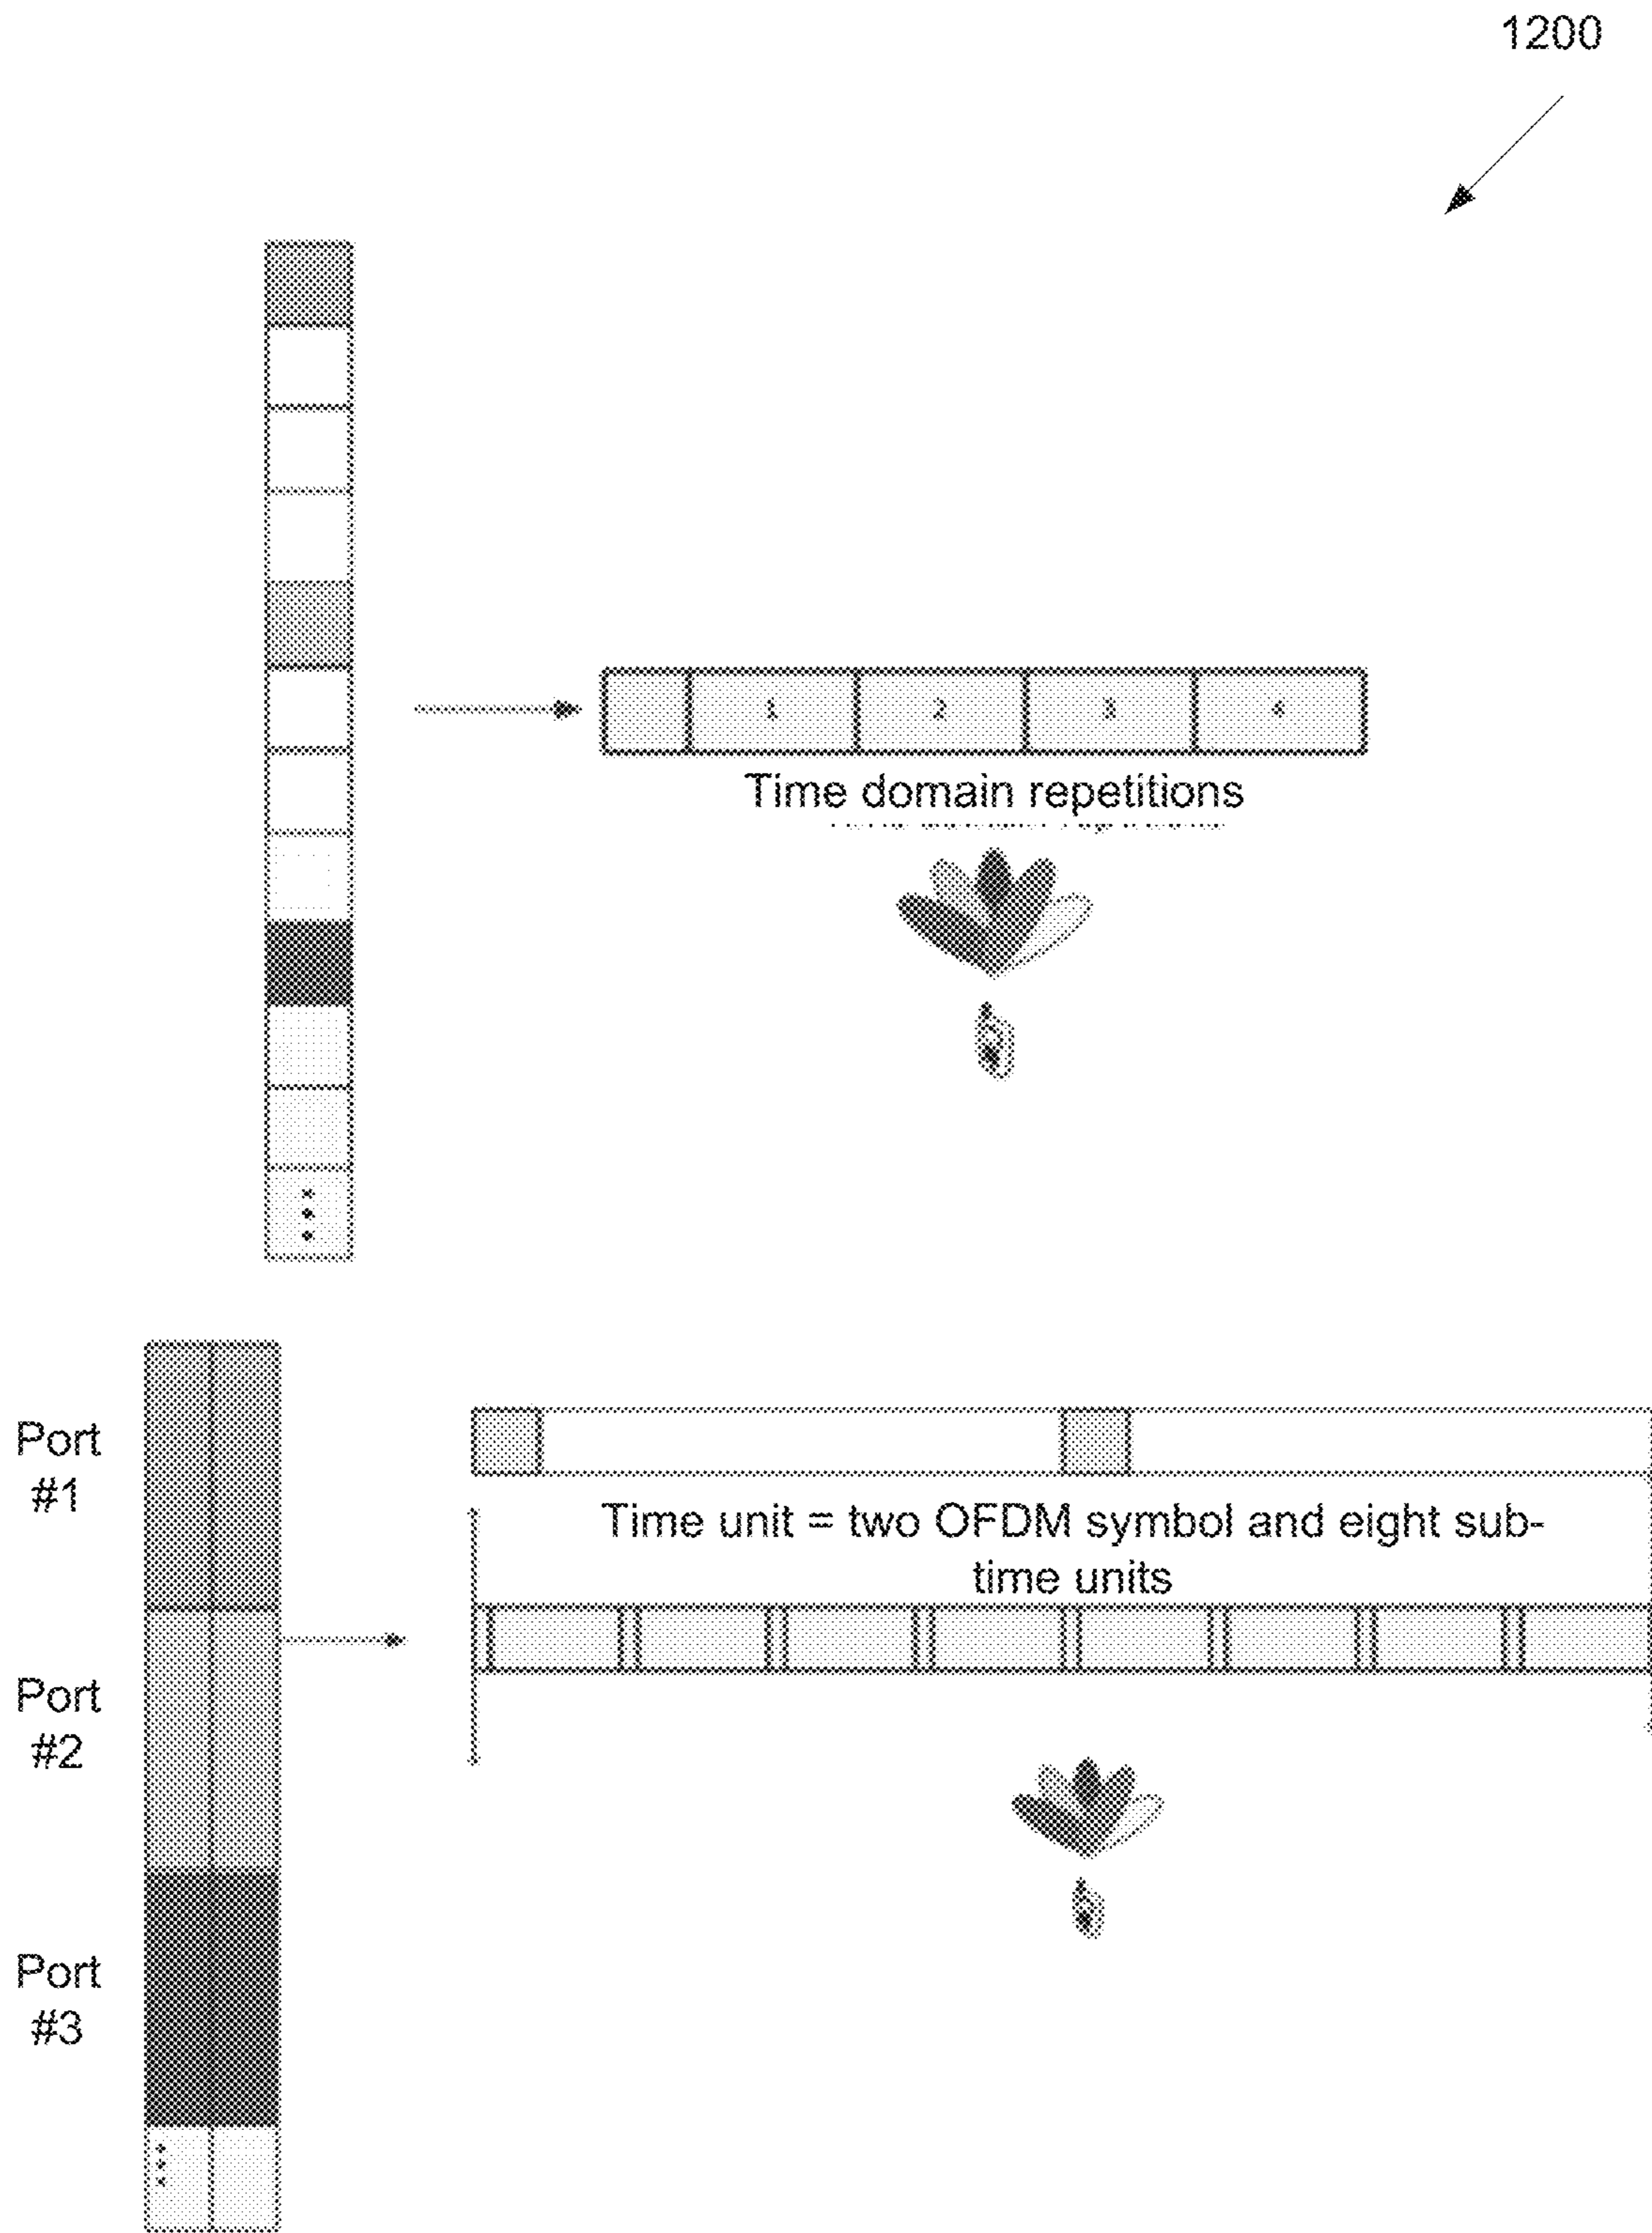 1200
1 2 3 4
Time domain repetitions
Port
#1
Time unit = two OFDM symbol and eight sub-
time units
Port
#2
Port
#3